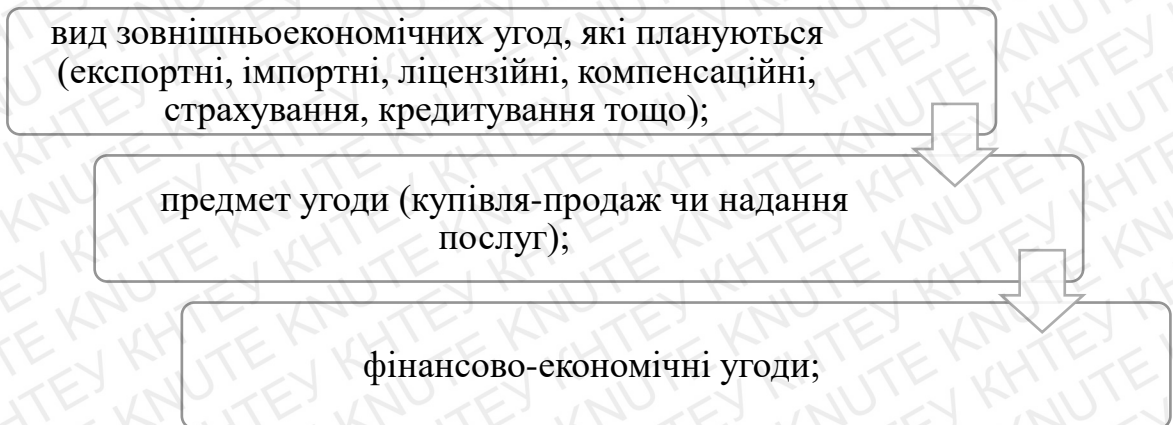 вид зовнішньоекономічних угод, які плануються
(експортні, імпортні, ліцензійні, компенсаційні,
страхування, кредитування тощо);
предмет угоди (купівля-продаж чи надання
послуг);
фінансово-економічні угоди;